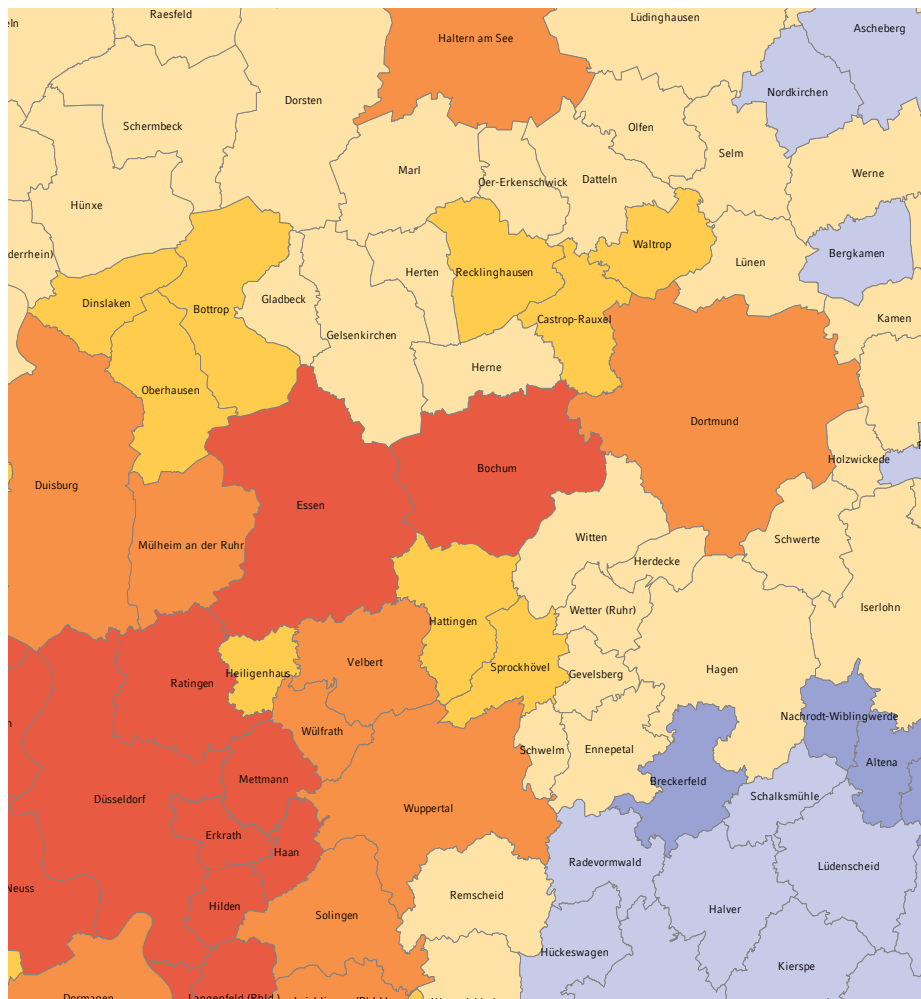 Raesfeld
Lüdinghausen
eln
Ascheberg
Haltern am See
Nordkirchen
Dorsten
Schermbeck
Olfen
Selm
Marl
Oer-Erkenschwick
Datteln
Werne
Hünxe
Waltrop
derrhein)
Bergkamen
Lünen
Herten
Recklinghausen
Dinslaken
Gladbeck
Bottrop
Castrop-Rauxel
Kamen
Gelsenkirchen
Herne
Oberhausen
Dortmund
Holzwickede
Bochum
Duisburg
Essen
Witten
Schwerte
Mülheim an der Ruhr
Herdecke
Iserlohn
Wetter (Ruhr)
Hattingen
Velbert
Sprockhövel
Hagen
Heiligenhaus
Gevelsberg
Ratingen
Nachrodt-Wiblingwerde
n
Wülfrath
Schwelm
Ennepetal
Altena
Mettmann
Breckerfeld
Schalksmühle
Düsseldorf
Wuppertal
Erkrath
Haan
Radevormwald
Lüdenscheid
Neuss
Remscheid
Hilden
Solingen
Halver
Hückeswagen
Kierspe
Dormagen
Langenfeld (Rhld.)